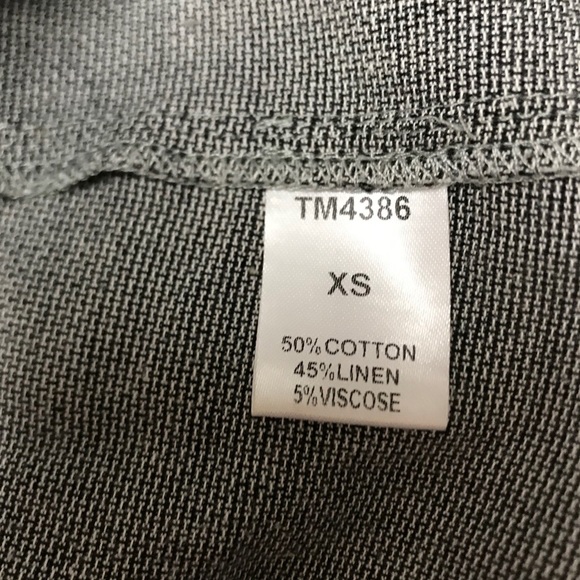 TM4386
XS
50%COTTON
45%LINEN
5%VISCOSE